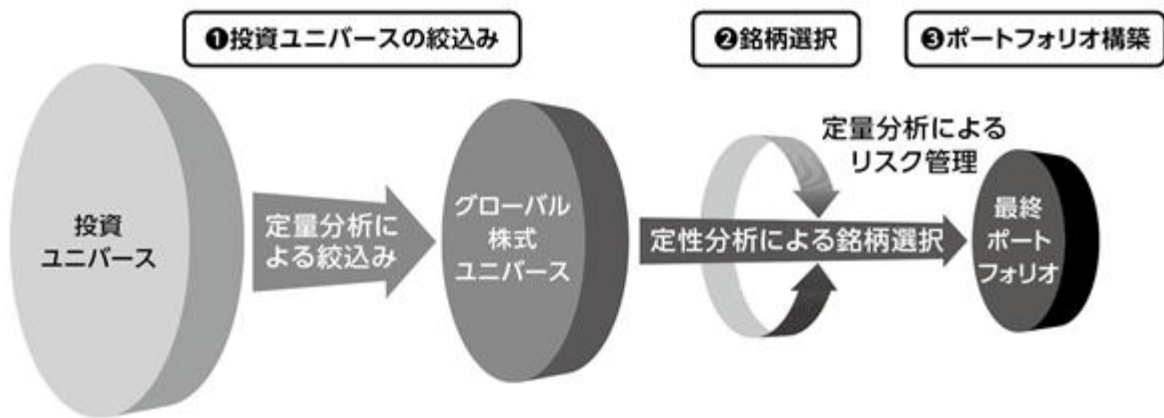 ❶投資ユニバースの絞込み
❷銘柄選択
❸ポートフォリオ構築
投資
ユニバース
定量分析に
よる絞込み
グローバル
株式
ユニバース
定量分析による
リスク管理
定性分析による銘柄選択
最終
ポート
フォリオ